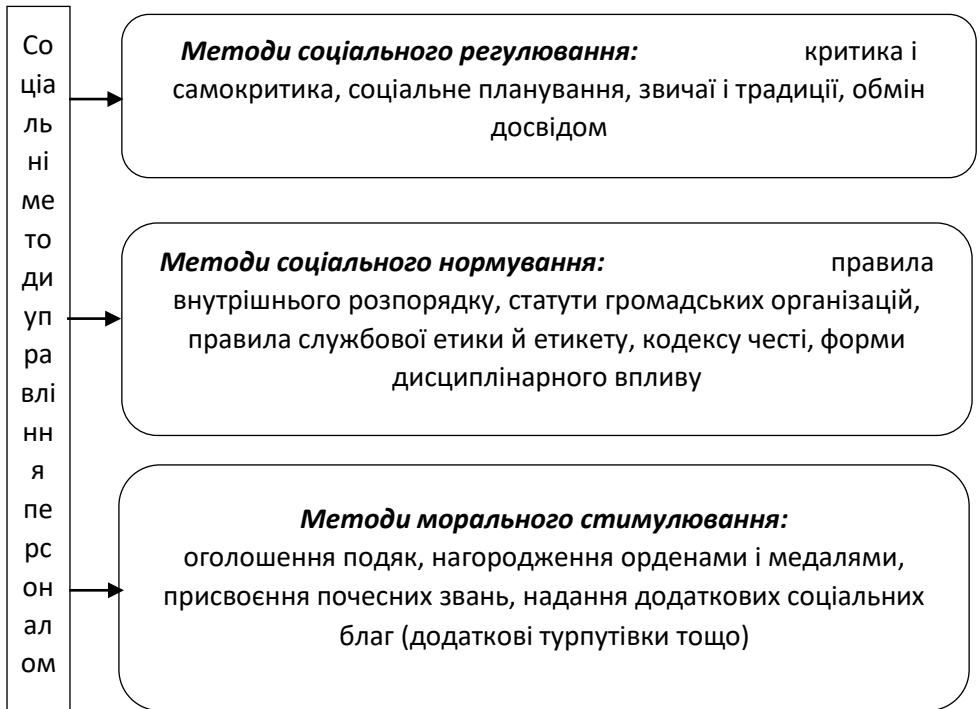 Со
ціа
ль
ні
ме
то
ди
уп
ра
влі
нн
я
пе
рс
он
ал
ом
Методи соціального регулювання: критика і
самокритика, соціальне планування, звичаї і традиції, обмін
досвідом
Методи соціального нормування: правила
внутрішнього розпорядку, статути громадських організацій,
правила службової етики й етикету, кодексу честі, форми
дисциплінарного впливу
Методи морального стимулювання:
оголошення подяк, нагородження орденами і медалями,
присвоєння почесних звань, надання додаткових соціальних
благ (додаткові турпутівки тощо)